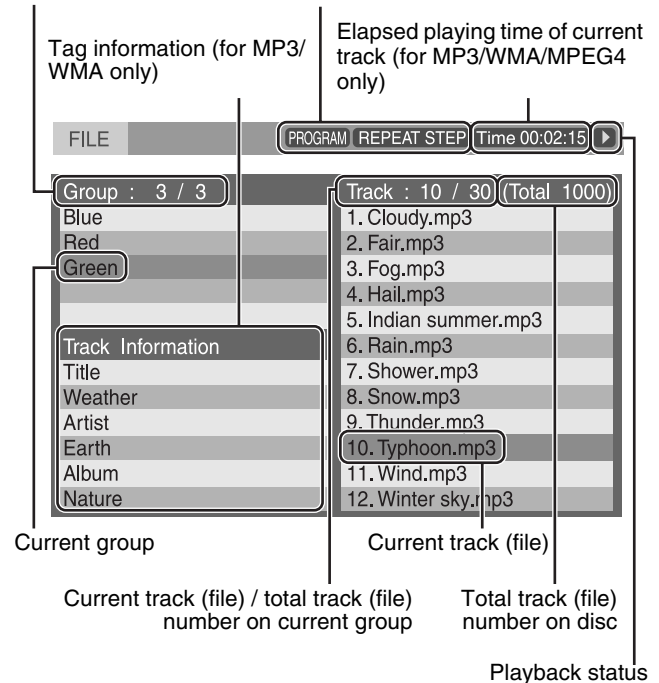 Tag information (for MP3/
WMA only)
Elapsed playing time of current
track (for MP3/WMA/MPEG4
only)
FILE
PROGRAM REPEAT STEP Time 00:02:15
Group : 3 / 3
Blue
Red
Green
Track Information
Title
Weather
Artist
Earth
Album
Nature
Track : 10 / 30 (Total 1000)
1. Cloudy.mp3
2. Fair.mp3
3. Fog.mp3
4. Hail.mp3
5. Indian summer.mp3
6. Rain.mp3
7. Shower.mp3
8. Snow.mp3
9. Thunder.mp3
10. Typhoon.mp3
11. Wind.mp3
12. Winter sky.mp3
Current group
Current track (file)
Current track (file) / total track (file)
number on current group
Total track (file)
number on disc
Playback status